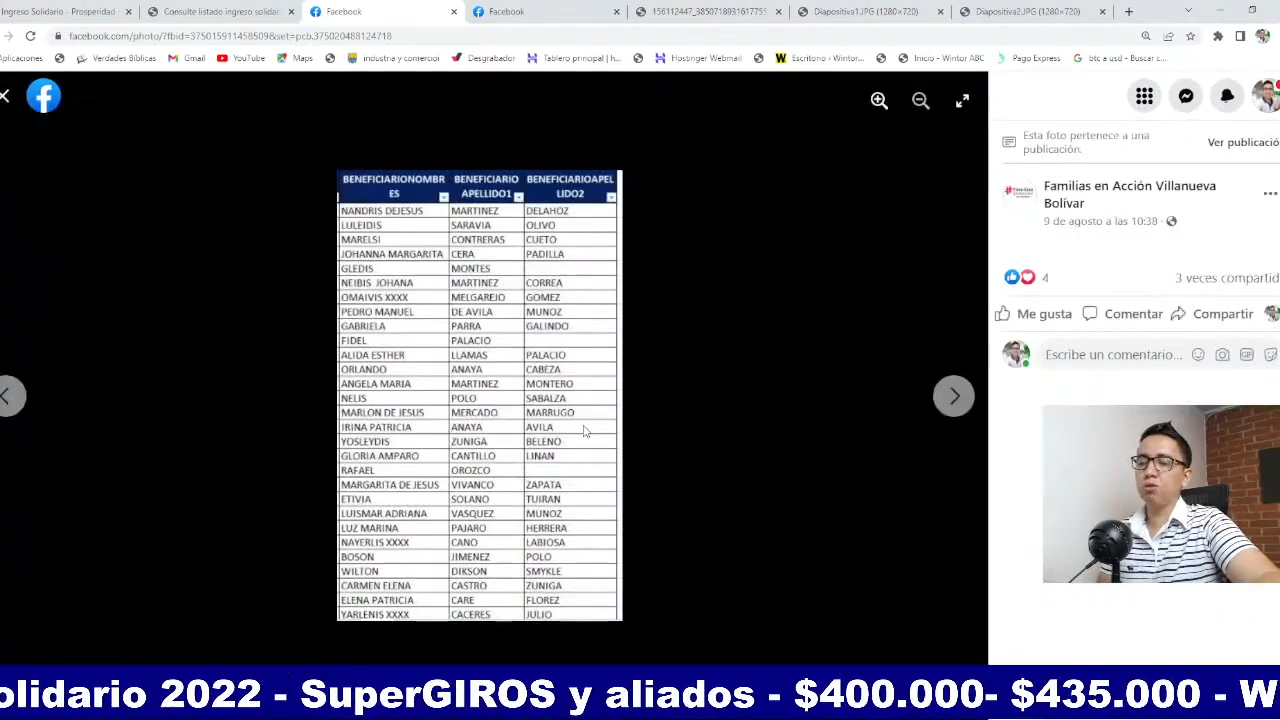 Ingreso Solidario - Prosperidad
Consulte listado ingreso solidar
Facebook
Facebook
156112447_3850718931617755
Diapositiva1.JPG (1280×720)
Diapositiva2.JPG (1280×720)
facebook.com/photo/?fbid=375015911458509&set=pcb.375020488124718
Aplicaciones
Verdades Bíblicas
Gmail
YouTube
Maps
industria y comercioi
Desgrabador
Tablero principal | h...
Hostinger Webmail
Escritorio ‹ Wintor...
Inicio - Wintor ABC
Pago Express
btc a usd - Buscar c...
Esta foto pertenece a una publicación.
Ver publicació
Familias en Acción Villanueva Bolívar
9 de agosto a las 10:38
4
3 veces compartid
Me gusta Comentar Compartir
Escribe un comentario...
BENEFICIARIONOMBRES BENEFICIARIO APELLIDO1 BENEFICIARIOAPELLIDO2
NANDRIS DEJESUS MARTINEZ DELAHOZ
LULEIDIS SARAVIA OLIVO
MARELSI CONTRERAS CUETO
JOHANNA MARGARITA CERA PADILLA
GLEDIS MONTES
NEIBIS JOHANA MARTINEZ CORREA
OMAIVIS XXXX MELGAREJO GOMEZ
PEDRO MANUEL DE AVILA MUNOZ
GABRIELA PARRA GALINDO
FIDEL PALACIO
ALIDA ESTHER LLAMAS PALACIO
ORLANDO ANAYA CABEZA
ANGELA MARIA MARTINEZ MONTERO
NELIS POLO SABALZA
MARLON DE JESUS MERCADO MARRUGO
IRINA PATRICIA ANAYA AVILA
YOSLEYDIS ZUNIGA BELENO
GLORIA AMPARO CANTILLO LINAN
RAFAEL OROZCO
MARGARITA DE JESUS VIVANCO ZAPATA
ETIVIA SOLANO TUIRAN
LUISMAR ADRIANA VASQUEZ MUNOZ
LUZ MARINA PAJARO HERRERA
NAYERLIS XXXX CANO LABIOSA
BOSON JIMENEZ POLO
WILTON DIKSON SMYKLE
CARMEN ELENA CASTRO ZUNIGA
ELENA PATRICIA CARE FLOREZ
YARLENIS XXXX CACERES JULIO
olidario 2022 - SuperGIROS y aliados - $400.000- $435.000 - W